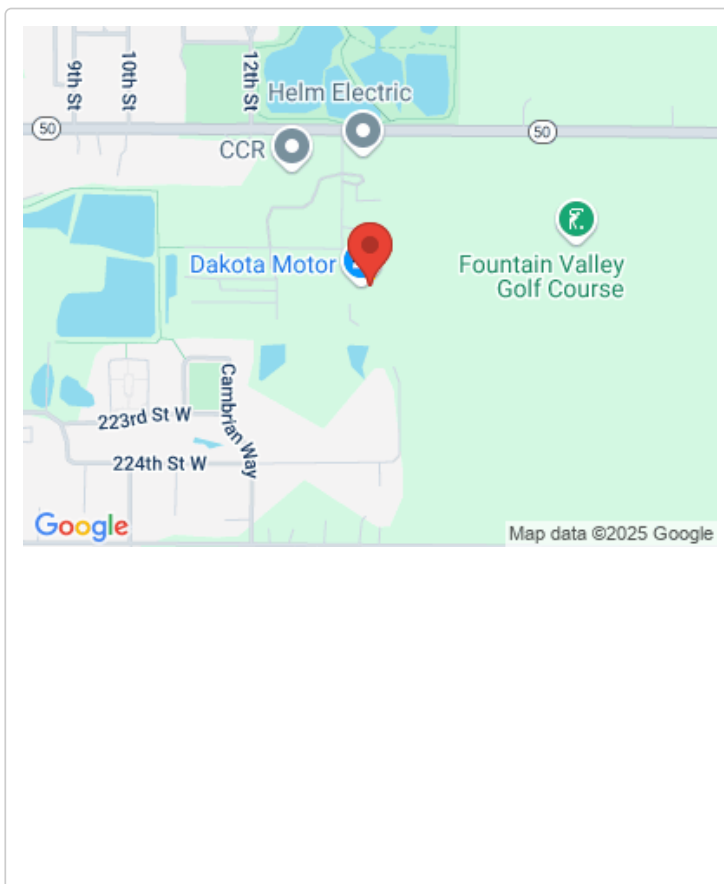 9th St
10th St
12th St
Helm Electric
50
50
CCR
Dakota Motor
Fountain Valley
Golf Course
Cambrian Way
223rd St W
224th St W
Google
Map data ©2025 Google